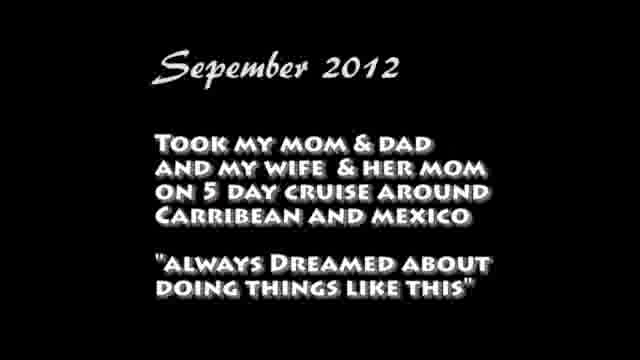 Sepember 2012
Took my mom & dad
and my wife & her mom
on 5 day cruise around
Carribean and mexico
"always Dreamed about
doing things like this"